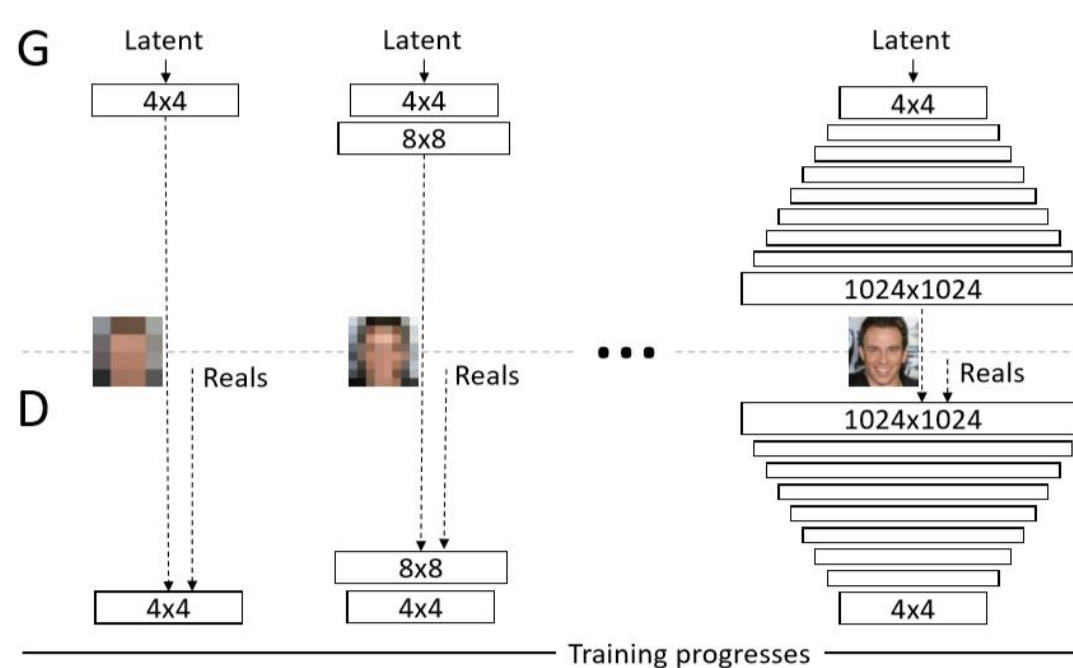 G
Latent
Latent
Latent
4x4
4x4
4x4
8x8
1024x1024
Reals
Reals
Reals
D
1024x1024
8x8
4x4
4x4
4x4
Training progresses